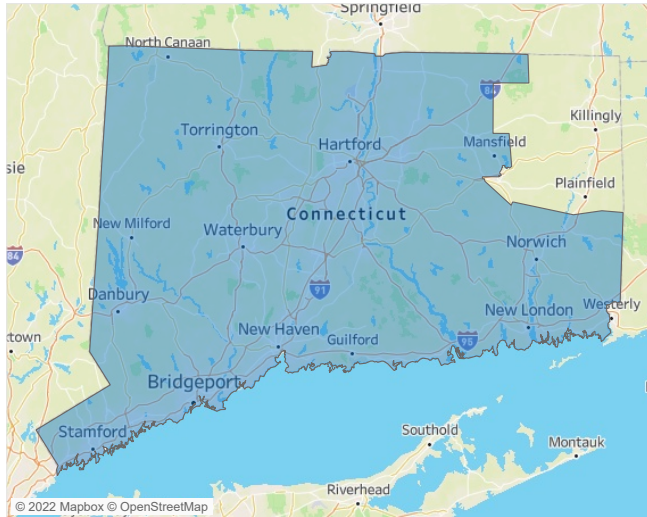 Springfield
North Canaan
84
Killingly
Torrington
Hartford
Mansfield
sie
Plainfield
Connecticut
New Milford
Waterbury
Norwich
84
91
Danbury
New London
Westerly
New Haven
Guilford
95
town
Bridgeport
Stamford
Southold
Montauk
Riverhead
© 2022 Mapbox © OpenStreetMap